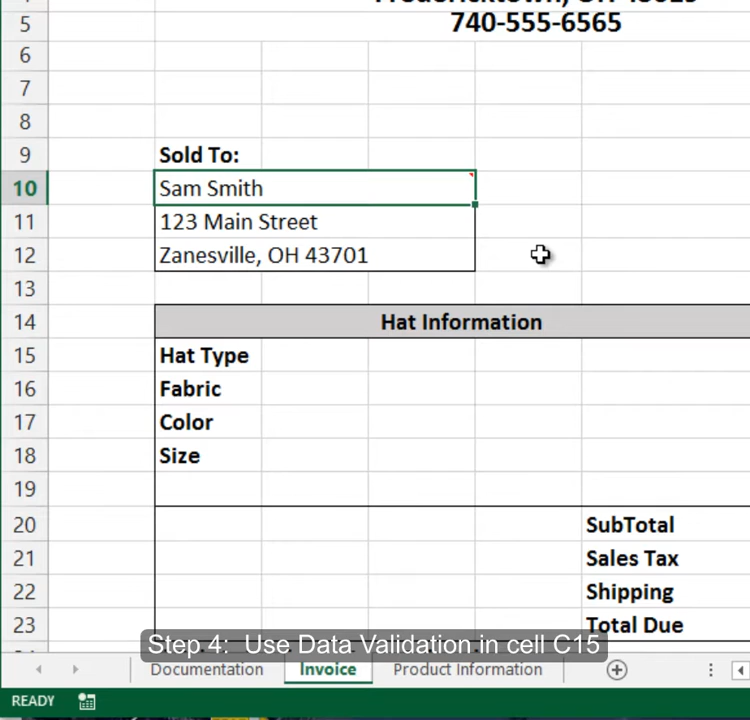 5
740-555-6565
6
7
8
9 Sold To:
10 Sam Smith
11 123 Main Street
12 Zanesville, OH 43701
13
14 Hat Information
15 Hat Type
16 Fabric
17 Color
18 Size
19
20 SubTotal
21 Sales Tax
22 Shipping
23 Total Due
Step 4: Use Data Validation in cell C15
Documentation Invoice Product Information
READY